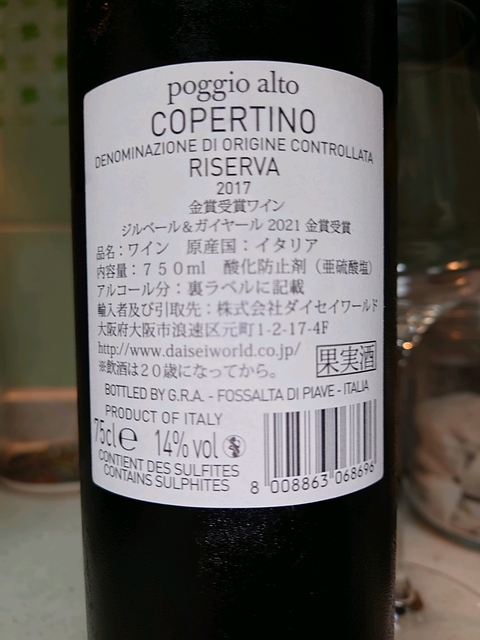 poggio alto
COPERTINO
DENOMINAZIONE DI ORIGINE CONTROLLATA
RISERVA
2017
金賞受賞ワイン
ジルベール&ガイヤール 2021 金賞受賞
品名:ワイン 原産国:イタリア
内容量:750ml 酸化防止剤(亜硫酸塩)
アルコール分:裏ラベルに記載
輸入者及び引取先:株式会社ダイセイワールド
大阪府大阪市浪速区元町1-2-17-4F
http://www.daiseiworld.co.jp/
※飲酒は20歳になってから。 果実酒
BOTTLED BY G.R.A. - FOSSALTA DI PIAVE - ITALIA
PRODUCT OF ITALY
75cl e 14% vol
CONTIENT DES SULFITES
CONTAINS SULPHITES
8 008863 068696